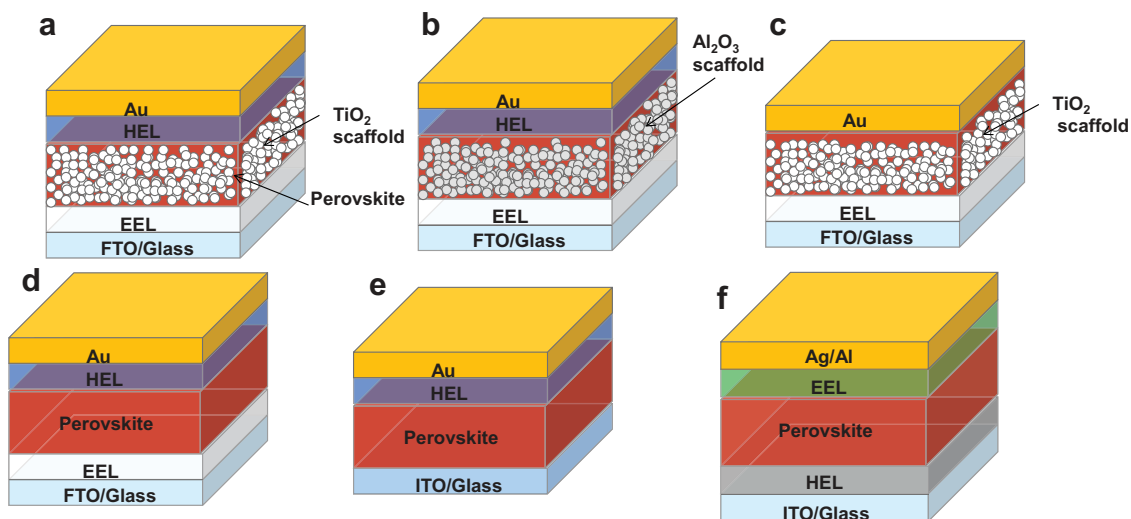 a
Au
HEL
TiO₂
scaffold
Perovskite
EEL
FTO/Glass
b
Al₂O₃
scaffold
Au
HEL
EEL
FTO/Glass
c
Au
TiO₂
scaffold
EEL
FTO/Glass
d
Au
HEL
Perovskite
EEL
FTO/Glass
e
Au
HEL
Perovskite
ITO/Glass
f
Ag/Al
EEL
Perovskite
HEL
ITO/Glass